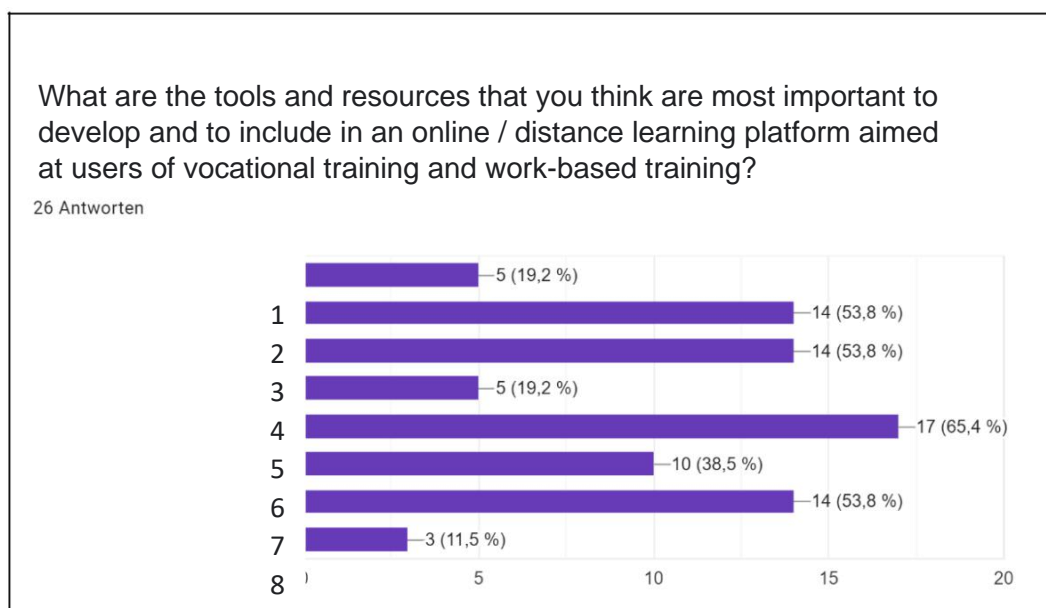 What are the tools and resources that you think are most important to
develop and to include in an online / distance learning platform aimed
at users of vocational training and work-based training?
26 Antworten
5 (19,2 %)
1
14 (53,8 %)
2
14 (53,8 %)
3
5 (19,2 %)
4
17 (65,4 %)
5
10 (38,5 %)
6
14 (53,8 %)
7
3 (11,5 %)
8
5
10
15
20